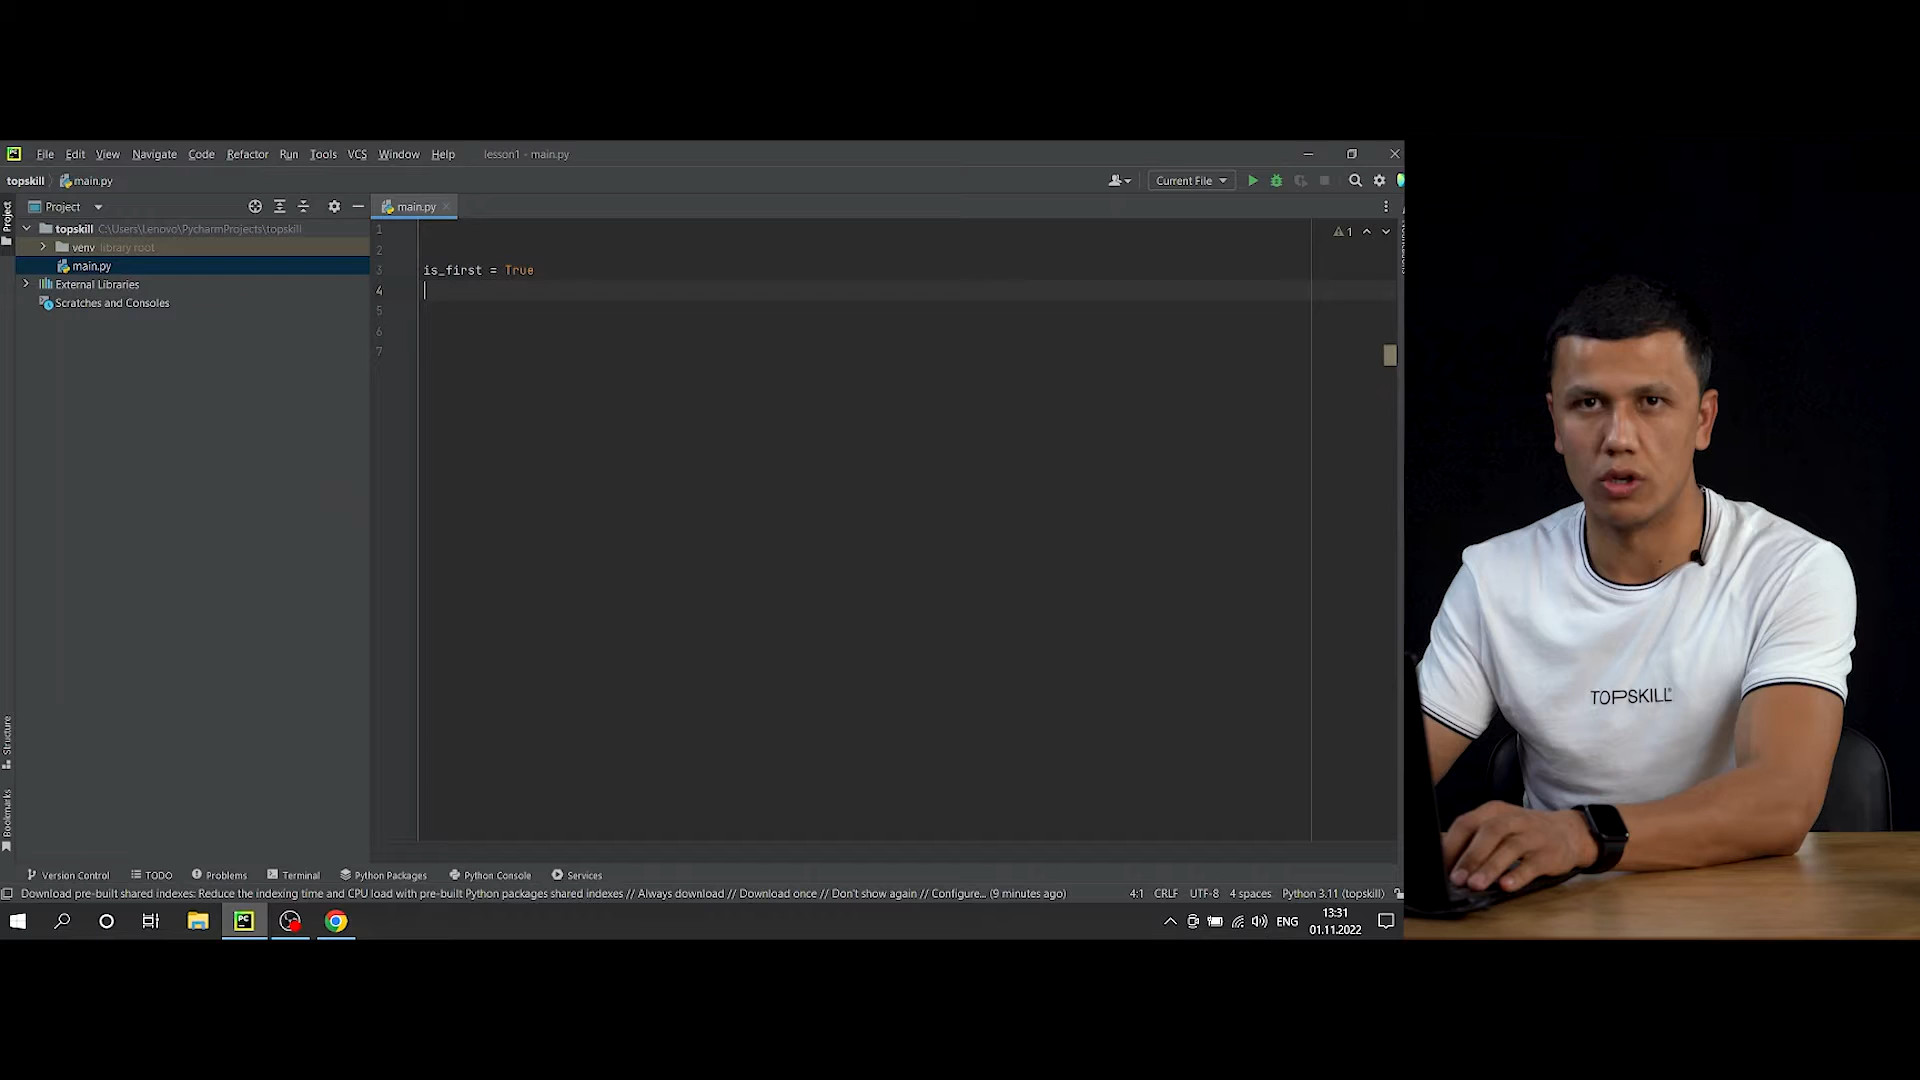 File Edit View Navigate Code Refactor Run Tools VCS Window Help lesson1 - main.py
topskill main.py Current File
Project main.py
Project
topskill C:\Users\Lenovo\PycharmProjects\topskill
venv library root
main.py
External Libraries
Scratches and Consoles
1
2
3 is_first = True
4
5
6
7
1
Structure
Bookmarks
TOPSKILL
Version Control TODO Problems Terminal Python Packages Python Console Services
Download pre-built shared indexes: Reduce the indexing time and CPU load with pre-built Python packages shared indexes // Always download // Download once // Don't show again // Configure... (9 minutes ago) 4:1 CRLF UTF-8 4 spaces Python 3.11 (topskill)
ENG 13:31
01.11.2022